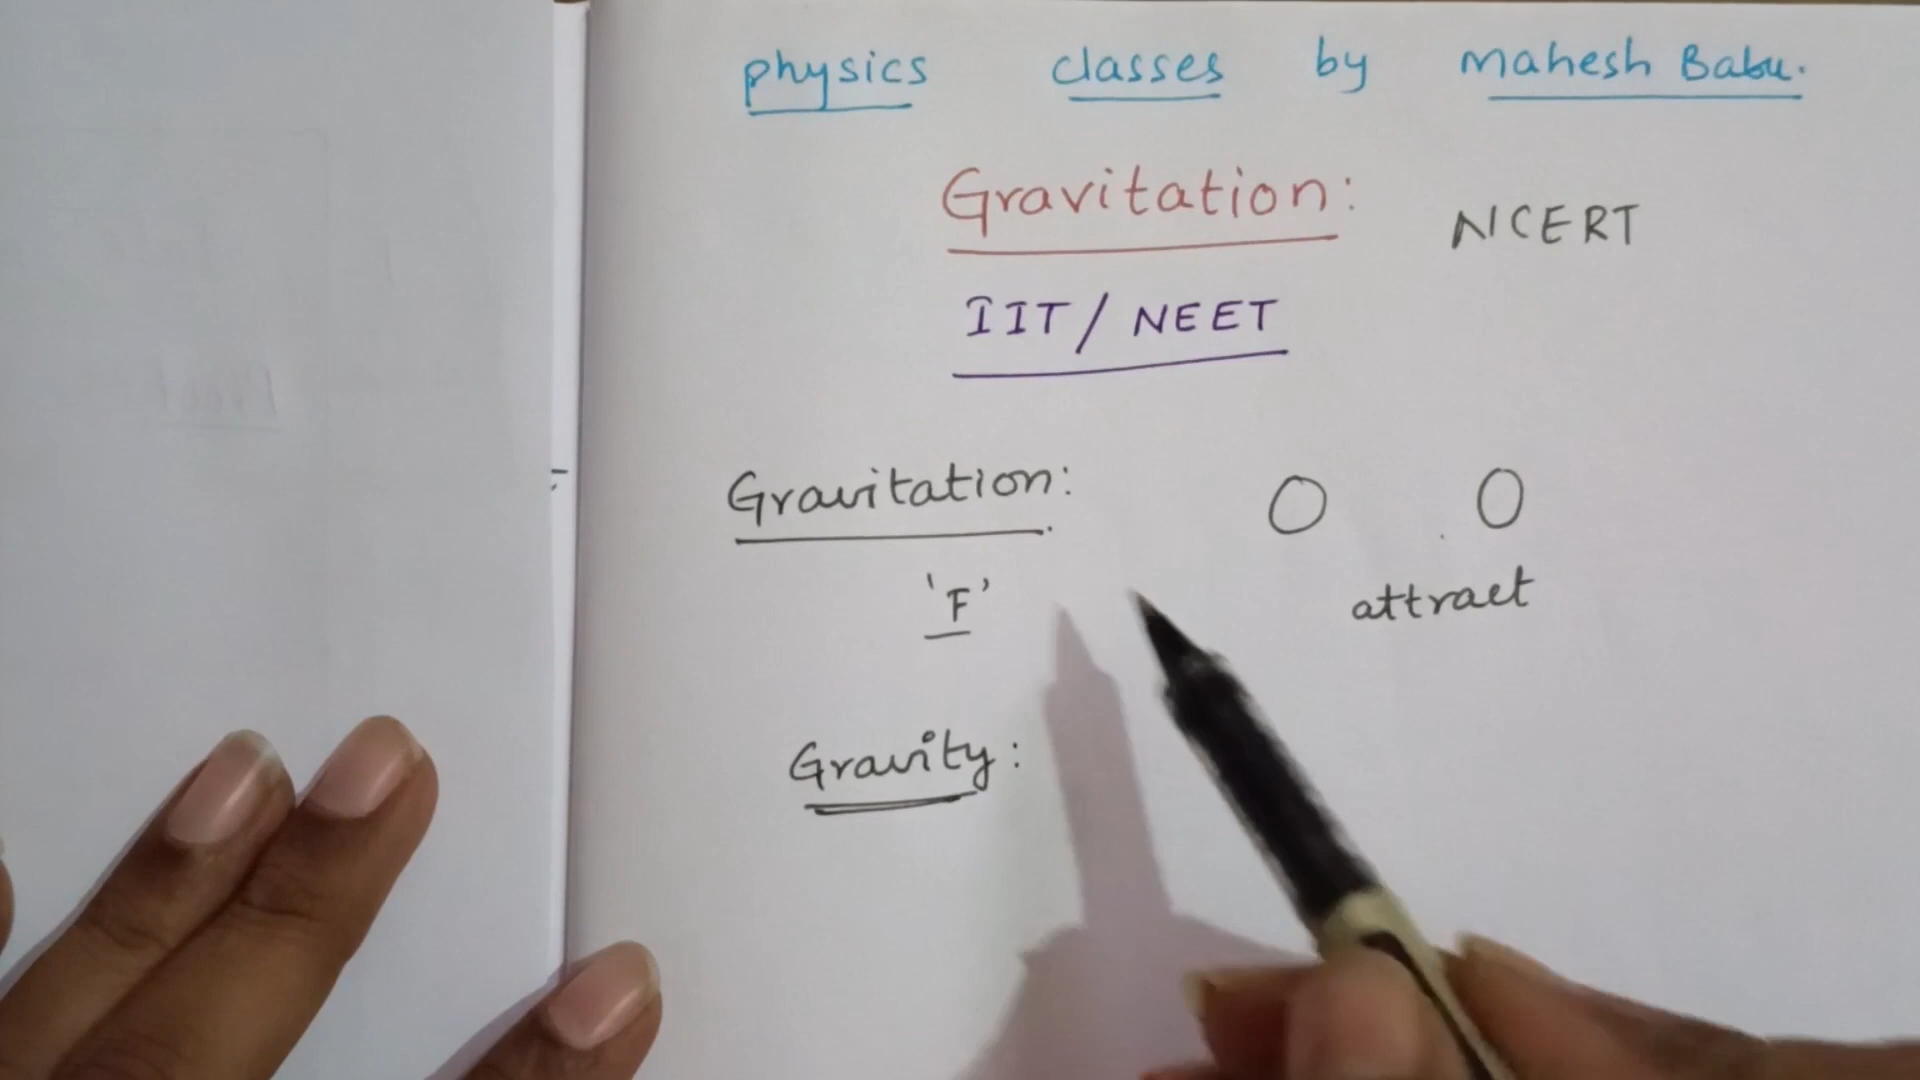 physics classes by mahesh Babu.
Gravitation: NCERT
IIT / NEET
Gravitation: O O
'F' attract
Gravity: